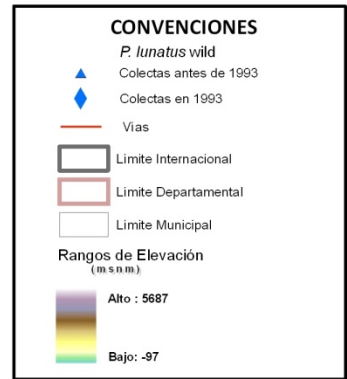 CONVENCIONES
P. lunatus wild
Colectas antes de 1993
Colectas en 1993
Vias
Limite Internacional
Limite Departamental
Limite Municipal
Rangos de Elevación
(m.s.n.m.)
Alto : 5687
Bajo: -97